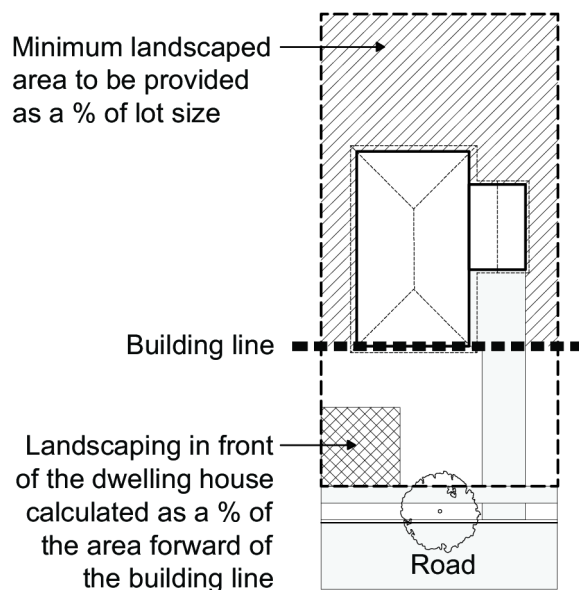 Minimum landscaped
area to be provided
as a % of lot size
Building line
Landscaping in front
of the dwelling house
calculated as a % of
the area forward of
the building line
Road